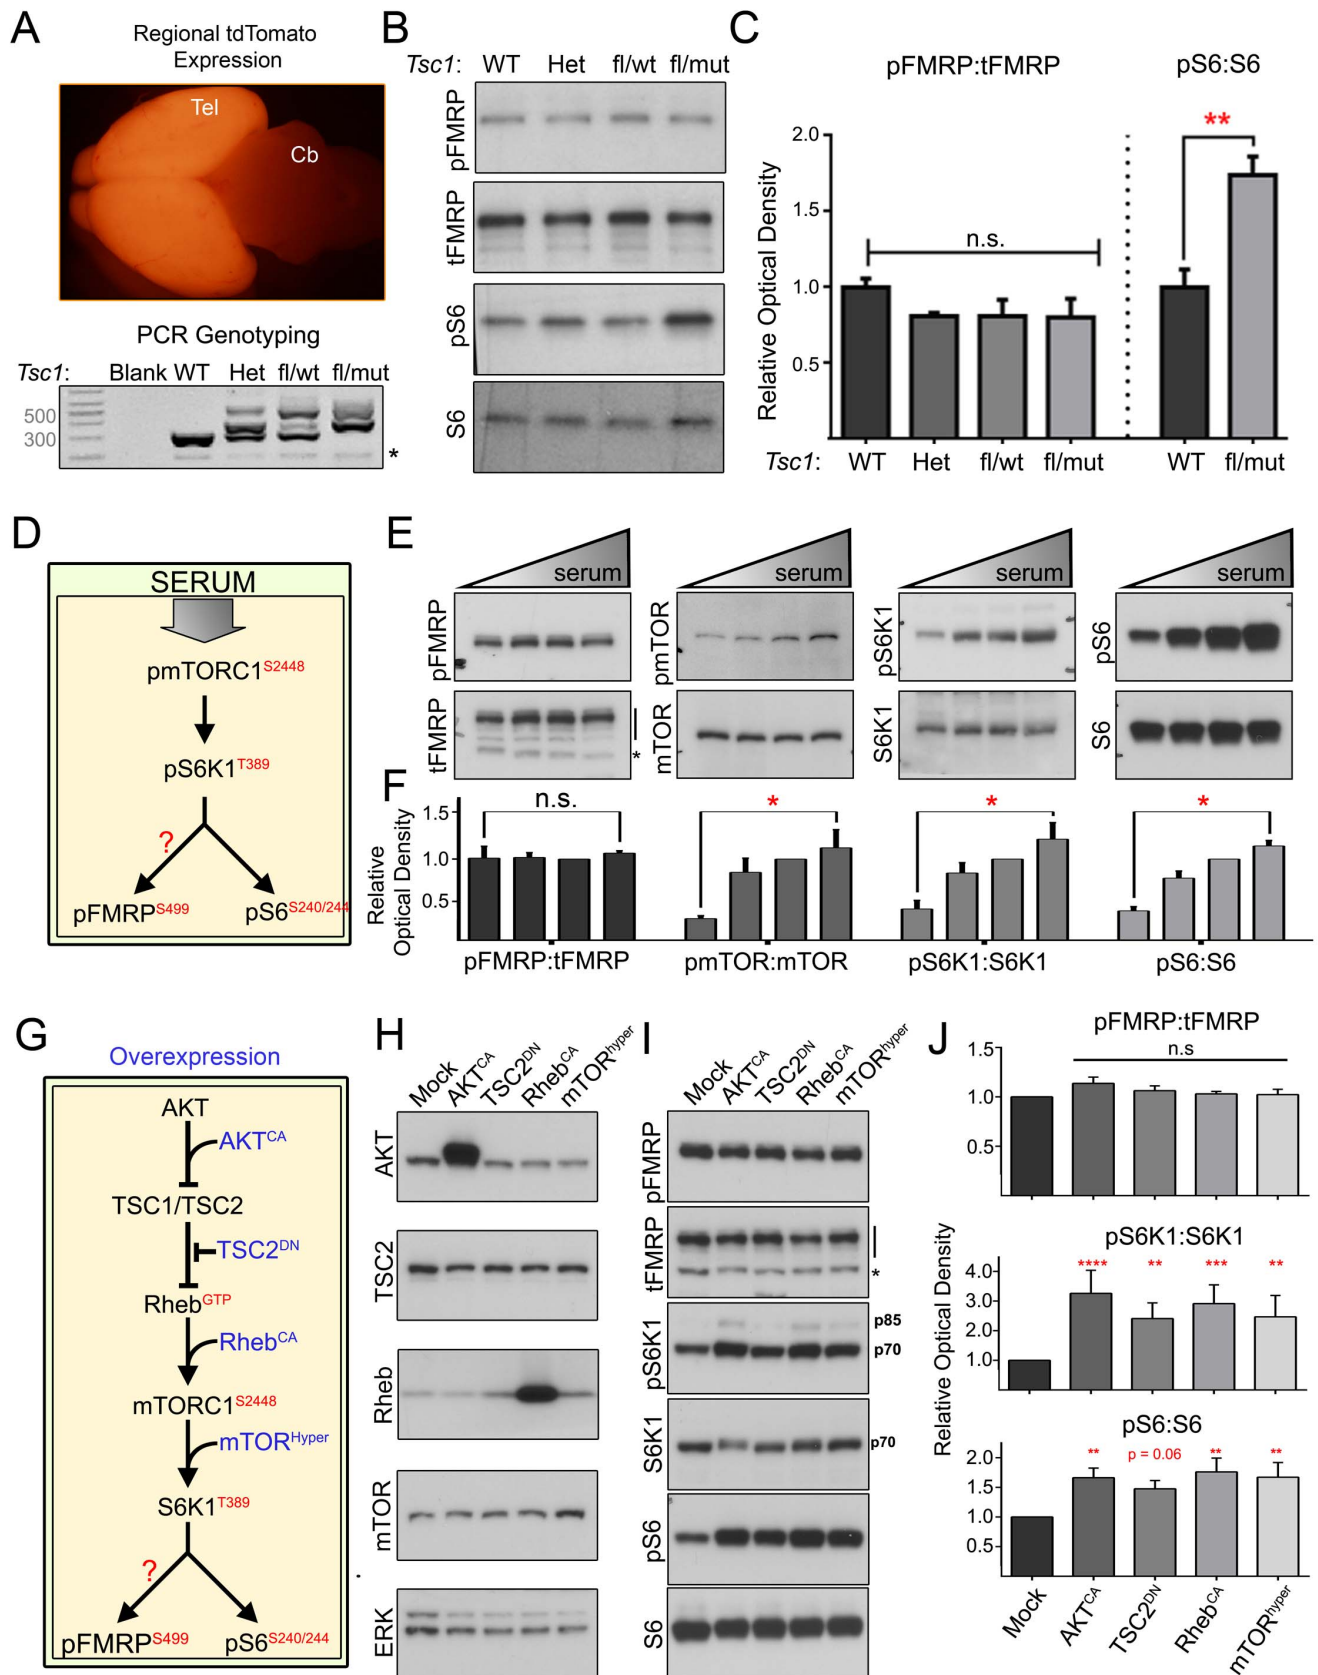 A
Regional tdTomato
Expression
Tel
Cb
PCR Genotyping
Tsc1: Blank WT Het fl/wt fl/mut
500
300
*
B
Tsc1: WT Het fl/wt fl/mut
pFMRP
tFMRP
pS6
S6
C
pFMRP:tFMRP pS6:S6
Relative Optical Density
2.0
1.5
1.0
0.5
n.s.
**
Tsc1: WT Het fl/wt fl/mut WT fl/mut
D
SERUM
pmTORC1S2448
pS6K1T389
?
pFMRPS499 pS6S240/244
E
serum serum serum serum
pFMRP pmTOR pS6K1 pS6
tFMRP mTOR S6K1 S6
*
F
Relative
Optical Density
1.5
1.0
0.5
n.s. * * *
pFMRP:tFMRP pmTOR:mTOR pS6K1:S6K1 pS6:S6
G
Overexpression
AKT
AKTCA
TSC1/TSC2
TSC2DN
RhebGTP
RhebCA
mTORC1S2448
mTORHyper
S6K1T389
?
pFMRPS499 pS6S240/244
H
Mock AKTCA TSC2DN RhebCA mTORhyper
AKT
TSC2
Rheb
mTOR
ERK
I
Mock AKTCA TSC2DN RhebCA mTORhyper
pFMRP
tFMRP
*
pS6K1
p85
p70
S6K1
p70
pS6
S6
J
pFMRP:tFMRP
n.s
1.5
1.0
0.5
Relative Optical Density
pS6K1:S6K1
**** ** *** **
4.0
3.0
2.0
1.0
pS6:S6
** p = 0.06 ** **
2.0
1.5
1.0
0.5
Mock AKTCA TSC2DN RhebCA mTORhyper